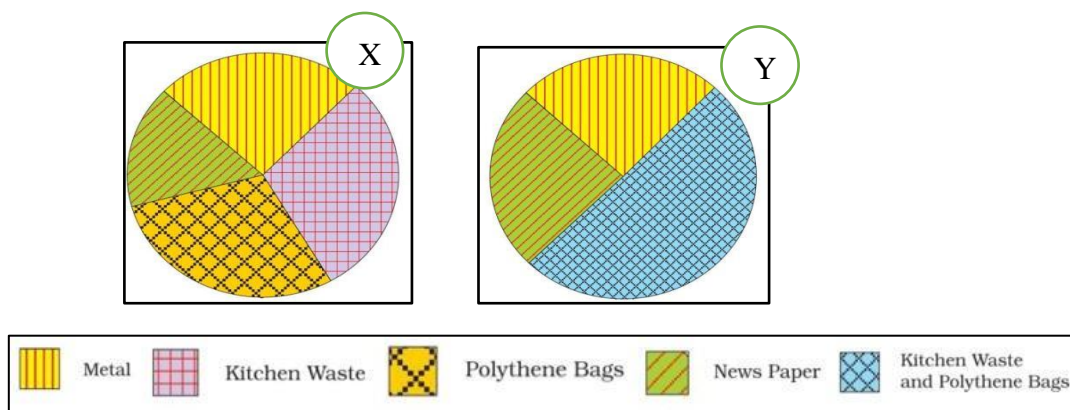 X
Y
Metal
Kitchen Waste
Polythene Bags
News Paper
Kitchen Waste
and Polythene Bags